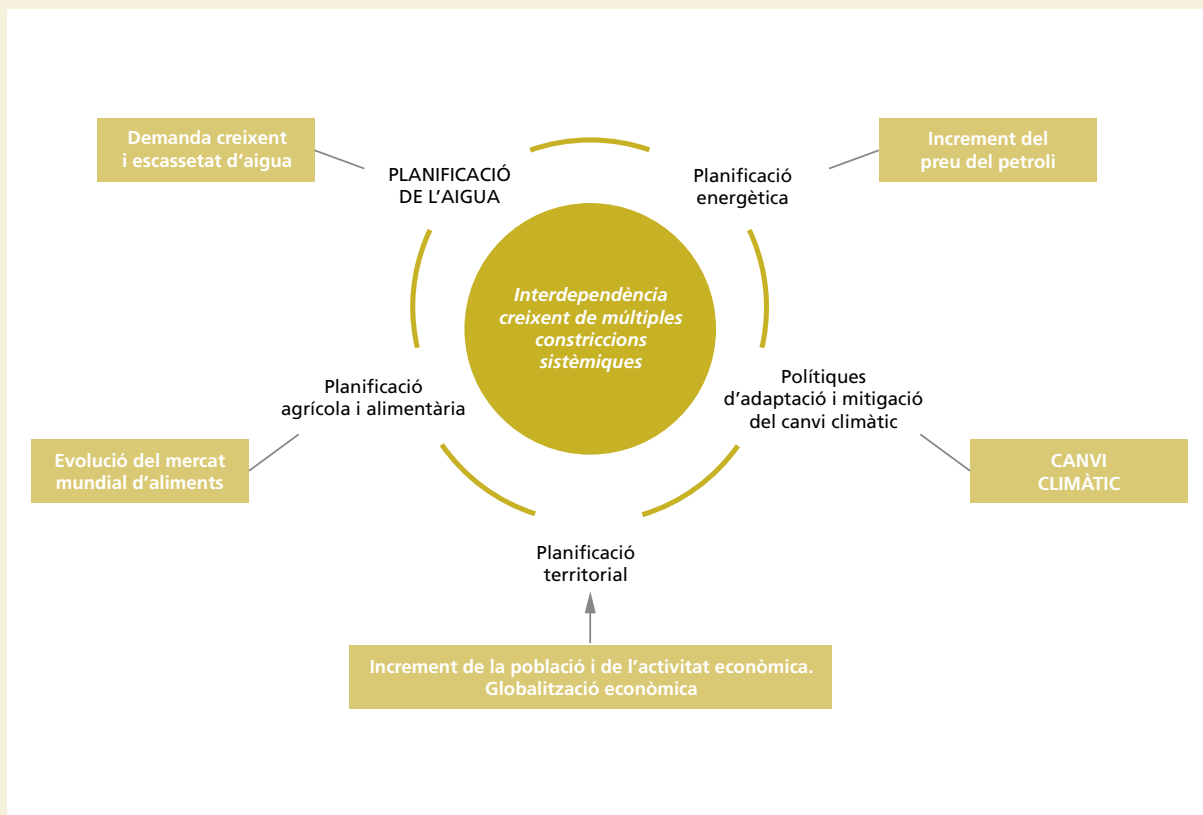 Demanda creixent
i escassetat d’aigua
PLANIFICACIÓ
DE L’AIGUA
Planificació
energètica
Increment del
preu del petroli
Interdependència
creixent de múltiples
constriccions
sistèmiques
Planificació
agrícola i alimentària
Polítiques
d’adaptació i mitigació
del canvi climàtic
Evolució del mercat
mundial d’aliments
CANVI
CLIMÀTIC
Planificació
territorial
Increment de la població i de l’activitat econòmica.
Globalització econòmica